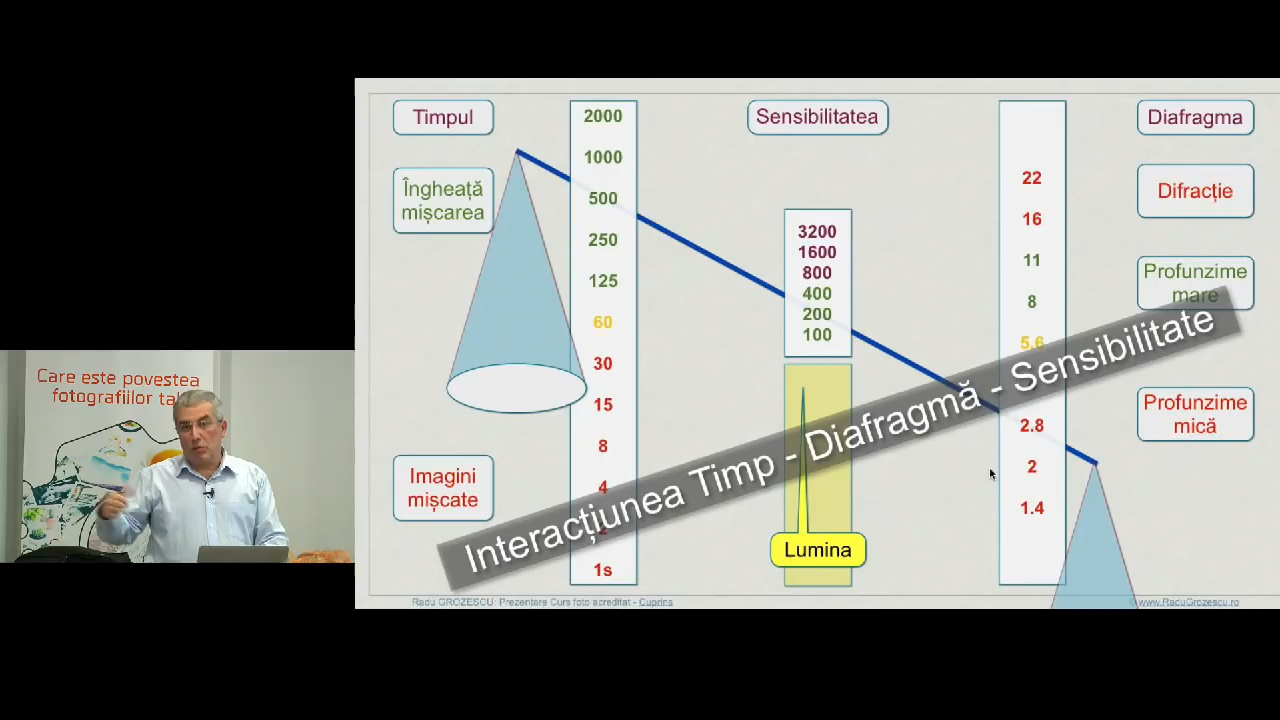 Care este povestea
fotografiilor
Timpul
Îngheață
mișcarea
Imagini
mișcate
2000
1000
500
250
125
60
30
15
8
4
1s
Sensibilitatea
3200
1600
800
400
200
100
Lumina
22
16
11
8
5,6
2.8
2
1.4
Diafragma
Difracție
Profunzime
mare
Profunzime
mică
Interacțiunea Timp - Diafragmă - Sensibilitate
Radu GROZESCU: Prezentare Curs foto acreditat - Cuprins
www.RaduGrozescu.ro